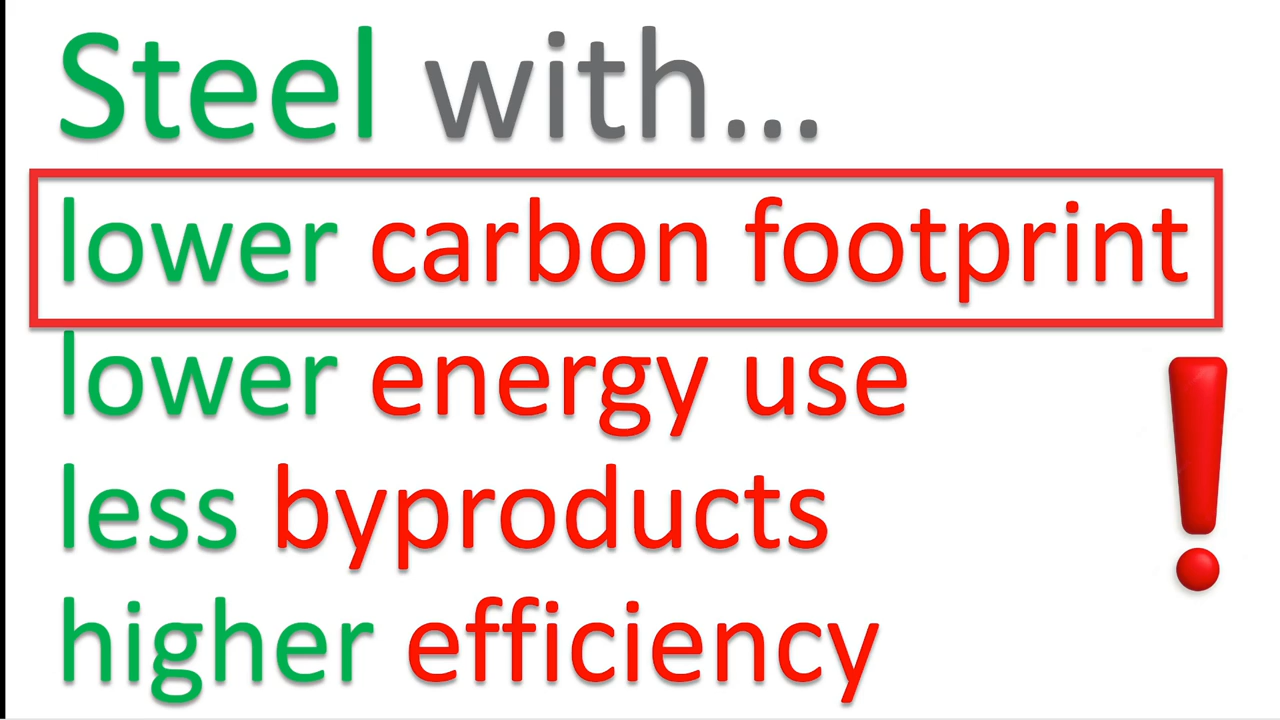 Steel with...
lower carbon footprint
lower energy use
less byproducts
higher efficiency